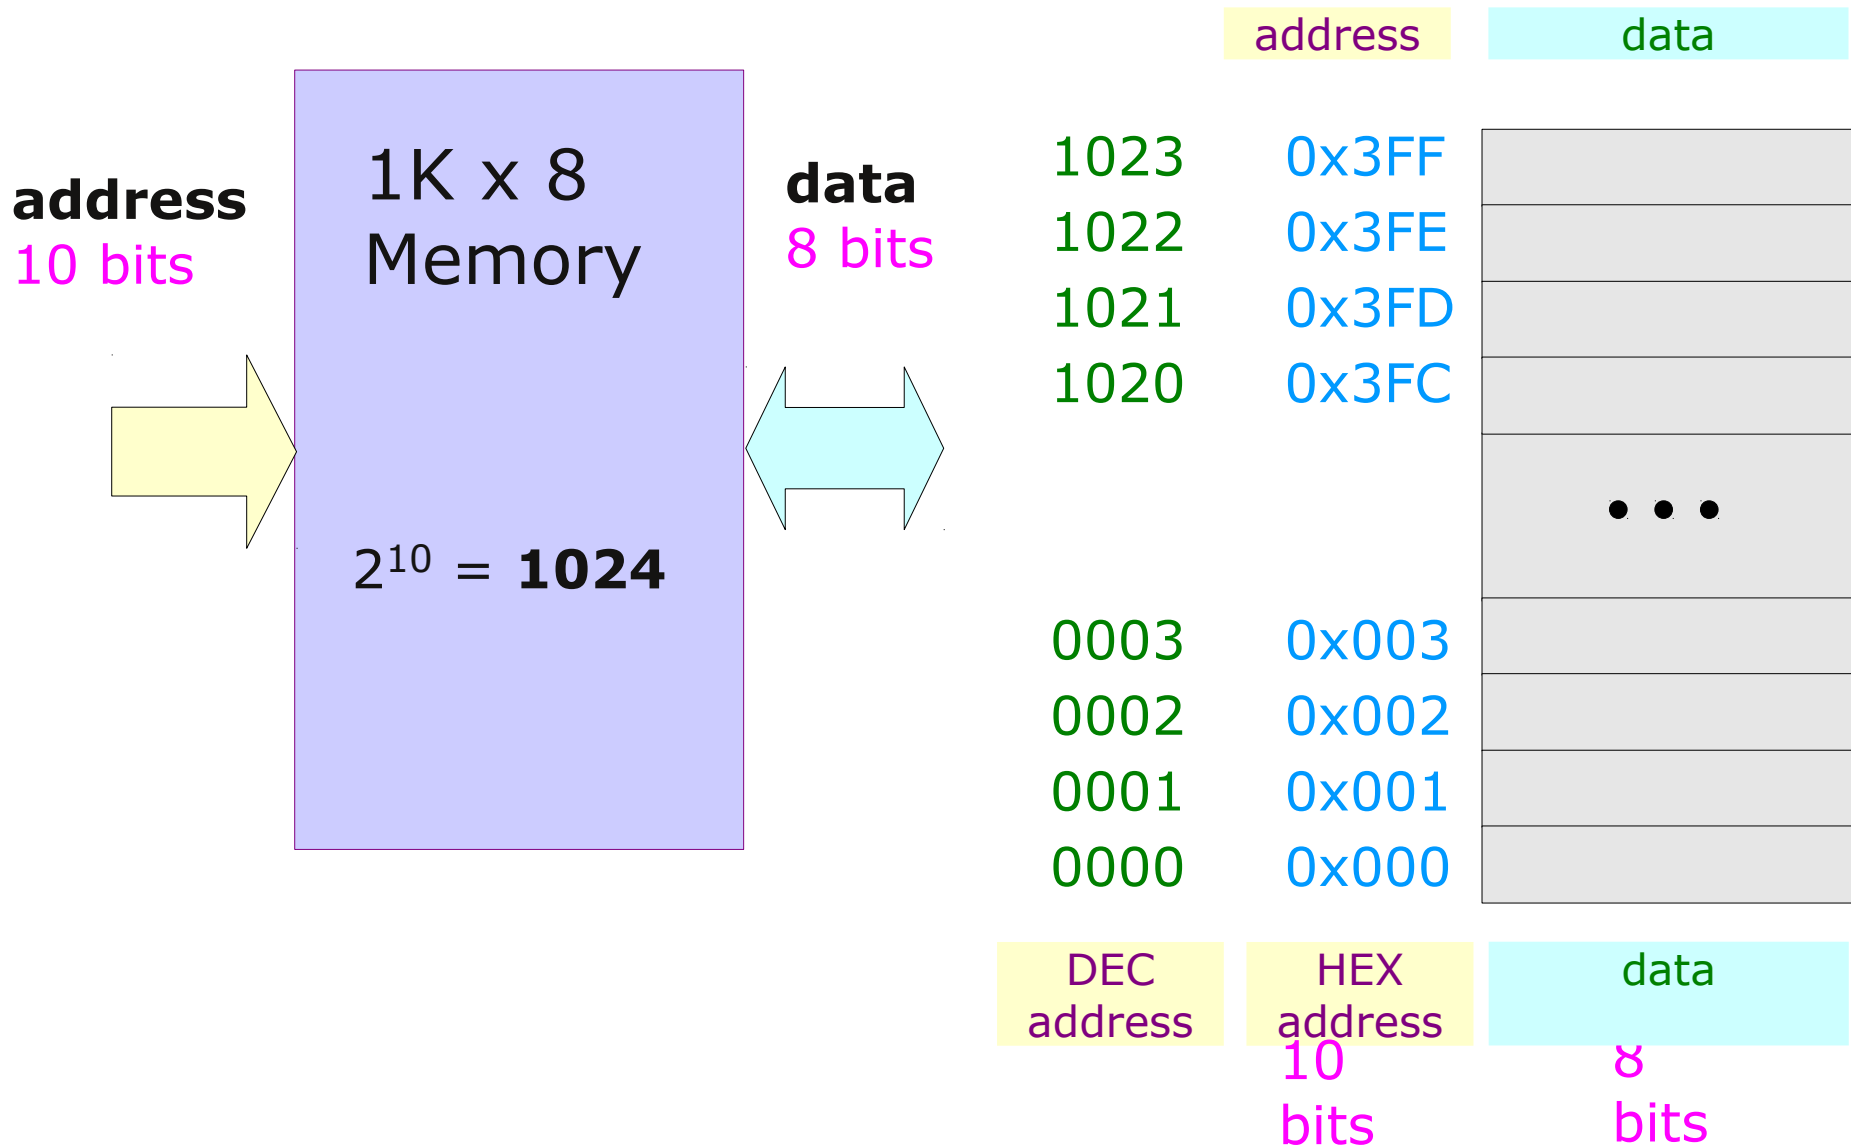 address data
address
10 bits
1K x 8
Memory
data
8 bits
2¹⁰ = 1024
1023 0x3FF
1022 0x3FE
1021 0x3FD
1020 0x3FC
• • •
0003 0x003
0002 0x002
0001 0x001
0000 0x000
DEC
address
HEX
address
data
10
bits
8
bits